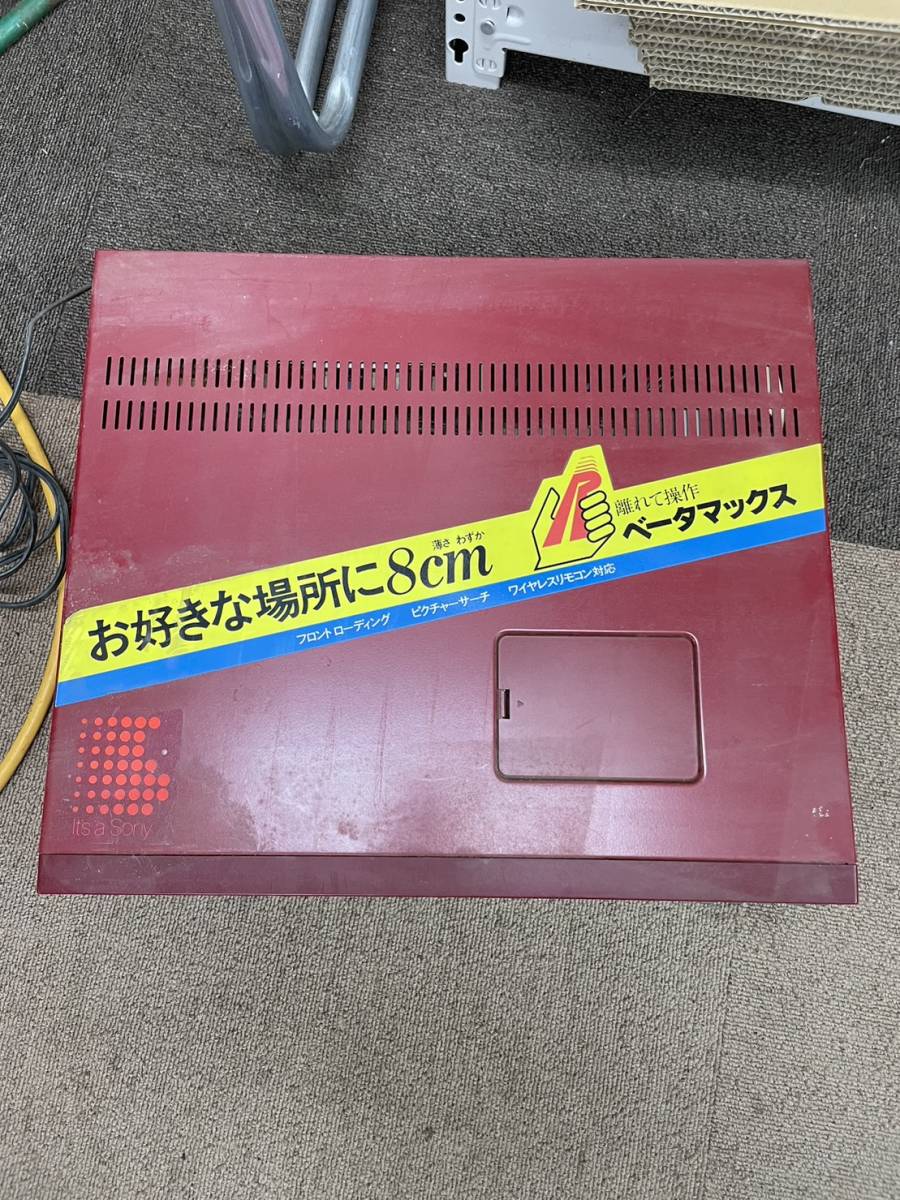 離れて操作
ベータマックス
薄さ わずか
お好きな場所に8cm
フロントローディング ピクチャーサーチ ワイヤレスリモコン対応
It's a Sony